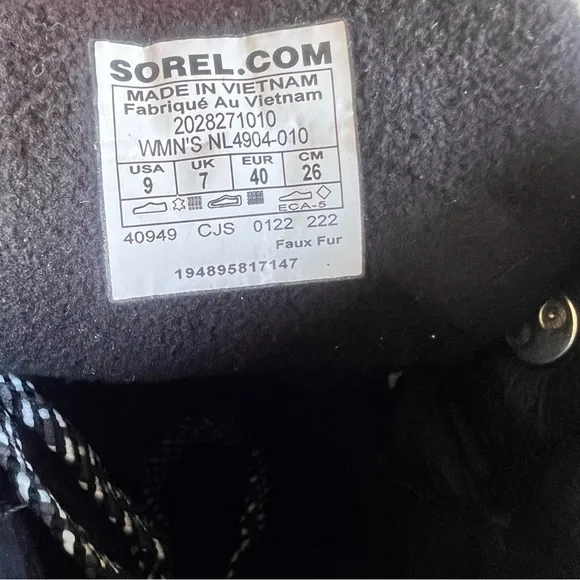 SOREL.COM
MADE IN VIETNAM
Fabriqué Au Vietnam
2028271010
WMN'S NL4904-010
USA UK EUR CM
9 7 40 26
ECA-5
40949 CJS 0122 222
Faux Fur
194895817147